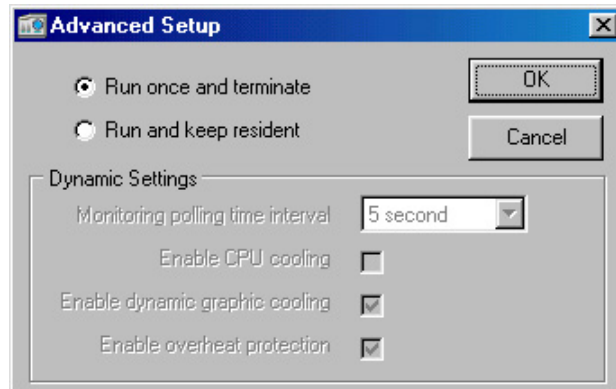 Advanced Setup
Run once and terminate
OK
Run and keep resident
Cancel
Dynamic Settings
Monitoring polling time interval 5 second
Enable CPU cooling
Enable dynamic graphic cooling
Enable overheat protection